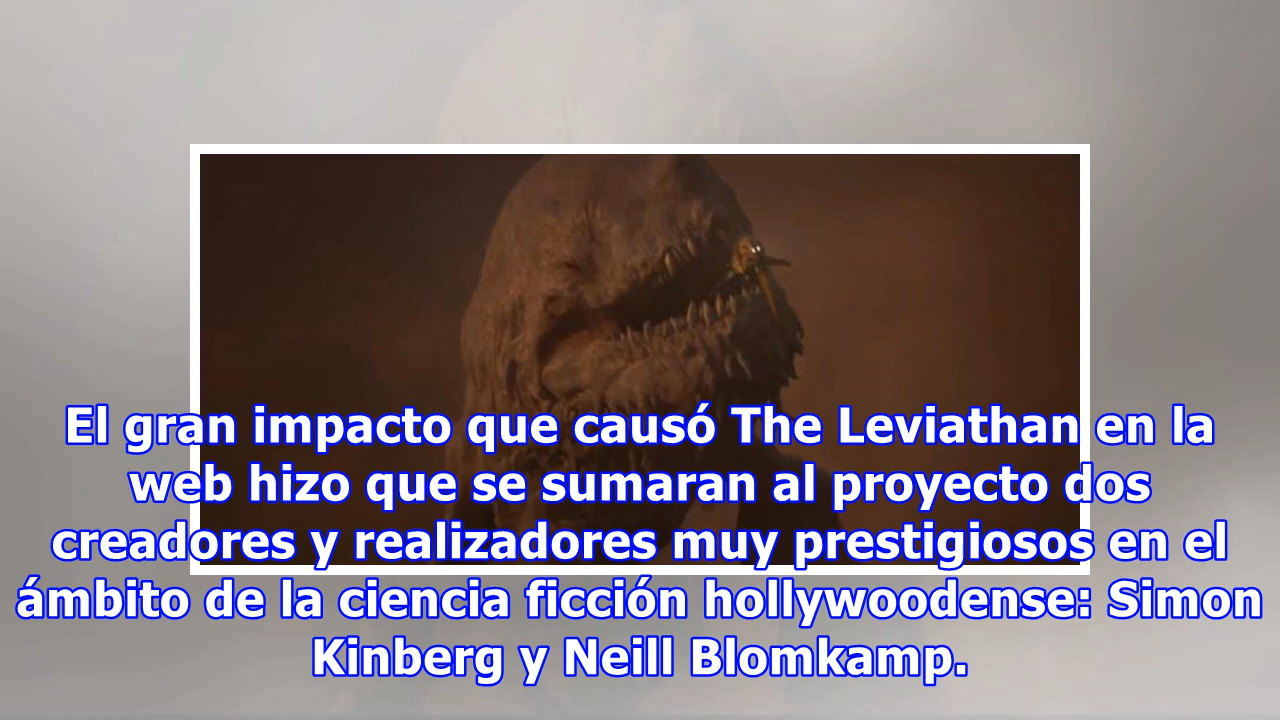 El gran impacto que causó The Leviathan en la
web hizo que se sumaran al proyecto dos
creadores y realizadores muy prestigiosos en el
ámbito de la ciencia ficción hollywoodense: Simon
Kinberg y Neill Blomkamp.